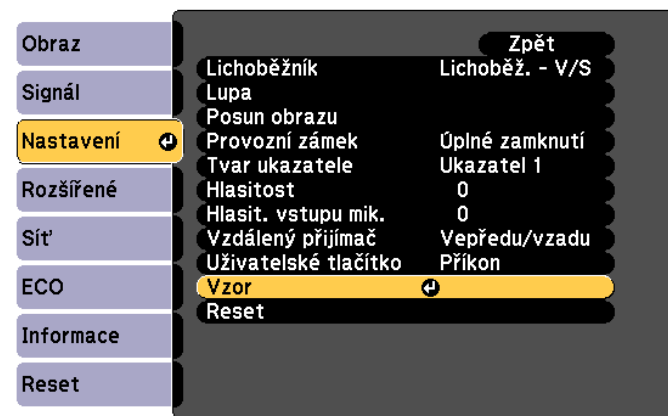 Obraz
Signál
Nastavení
Rozšířené
Síť
ECO
Informace
Reset
Zpět
Lichoběžník Lichoběž. - V/S
Lupa
Posun obrazu
Provozní zámek Úplné zamknutí
Tvar ukazatele Ukazatel 1
Hlasitost 0
Hlasit. vstupu mik. 0
Vzdálený přijímač Vepředu/vzadu
Uživatelské tlačítko Příkon
Vzor
Reset